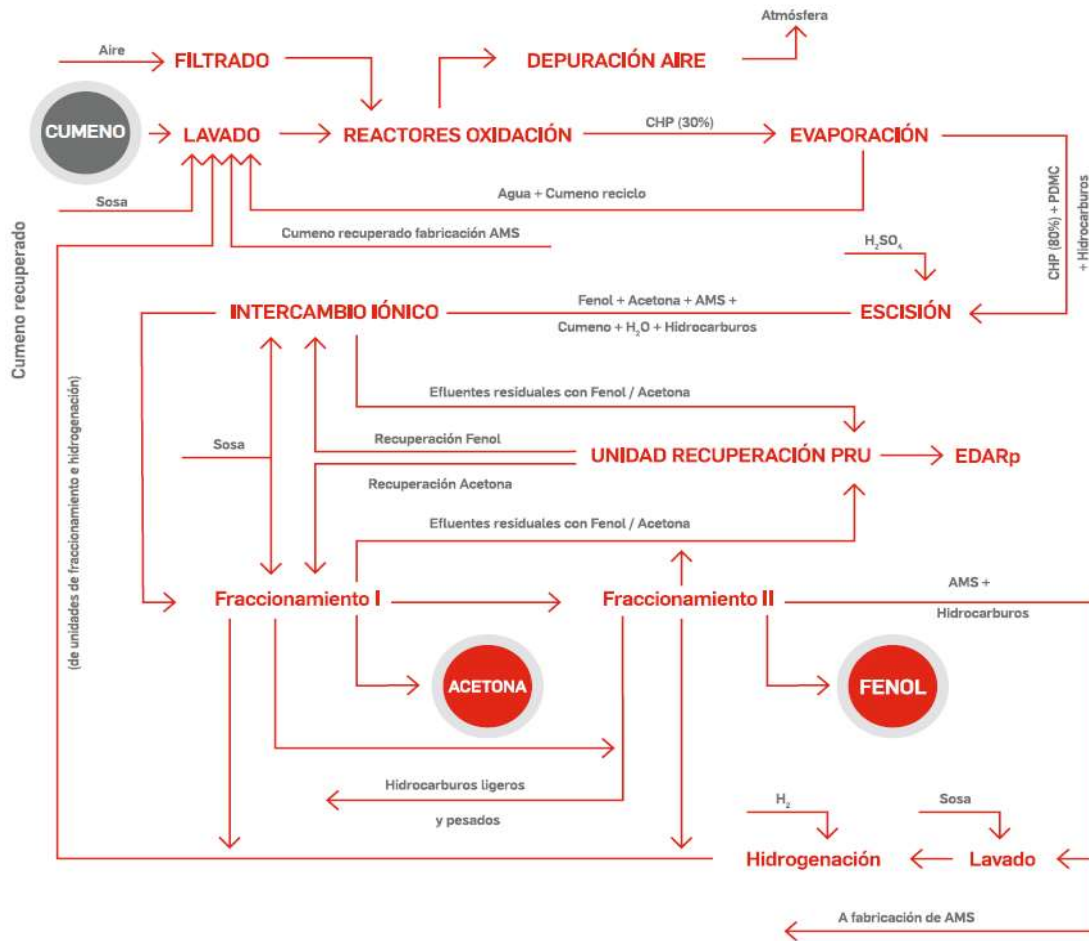 Atmósfera
Aire
FILTRADO
DEPURACIÓN AIRE
CUMENO
LAVADO
REACTORES OXIDACIÓN
CHP (30%)
EVAPORACIÓN
Sosa
Agua + Cumeno reciclo
Cumeno recuperado fabricación AMS
H₂SO₄
CHP (80%) + PDMC
+ Hidrocarburos
Cumeno recuperado
(de unidades de fraccionamiento e hidrogenación)
INTERCAMBIO IÓNICO
Fenol + Acetona + AMS +
Cumeno + H₂O + Hidrocarburos
ESCISIÓN
Efluentes residuales con Fenol / Acetona
Sosa
Recuperación Fenol
UNIDAD RECUPERACIÓN PRU
EDARp
Recuperación Acetona
Efluentes residuales con Fenol / Acetona
Fraccionamiento I
Fraccionamiento II
AMS +
Hidrocarburos
ACETONA
FENOL
Hidrocarburos ligeros
y pesados
H₂
Sosa
Hidrogenación
Lavado
A fabricación de AMS